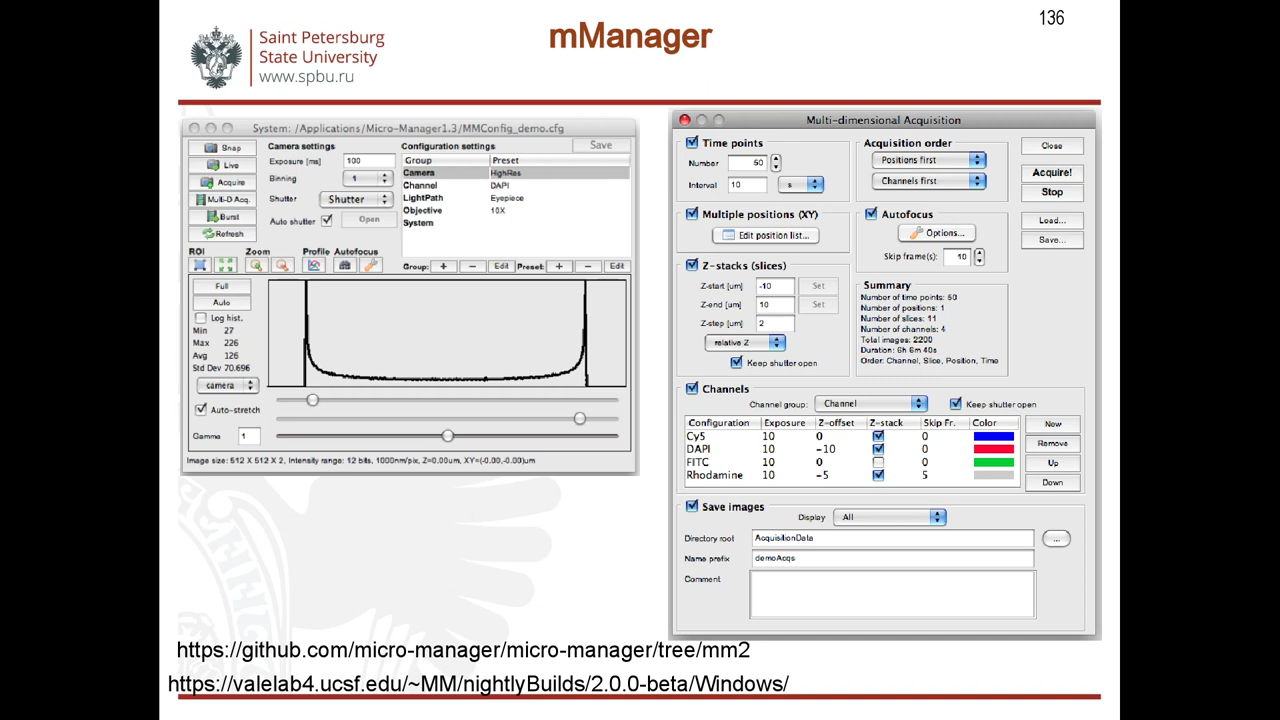 136
mManager
Saint Petersburg
State University
www.spbu.ru
System: /Applications/Micro-Manager1.3/MMConfig_demo.cfg
Snap
Live
Acquire
Multi-D Acq.
Burst
Refresh
Camera settings
Exposure [ms] 100
Binning 1
Shutter Shutter
Auto shutter Open
Configuration settings
Save
Group Preset
Camera HighRes
Channel DAPI
LightPath Eyepiece
Objective 10X
System
ROI Zoom Profile Autofocus
Group: + − Edit Preset: + − Edit
Full
Auto
Log hist.
Min 27
Max 226
Avg 126
Std Dev 70.696
camera
Auto-stretch
Gamma 1
Image size: 512 X 512 X 2, Intensity range: 12 bits, 1000nm/pix, Z=0.00um, XY=(-0.00,-0.00)um
Multi-dimensional Acquisition
Time points
Number 50
Interval 10 s
Multiple positions (XY)
Edit position list...
Z-stacks (slices)
Z-start [um] -10 Set
Z-end [um] 10 Set
Z-step [um] 2
relative Z
Keep shutter open
Acquisition order
Positions first
Channels first
Autofocus
Options...
Skip frame(s): 10
Summary
Number of time points: 50
Number of positions: 1
Number of slices: 11
Number of channels: 4
Total images: 2200
Duration: 6h 6m 40s
Order: Channel, Slice, Position, Time
Close
Acquire!
Stop
Load...
Save...
Channels
Channel group: Channel Keep shutter open
Configuration Exposure Z-offset Z-stack Skip Fr. Color
Cy5 10 0 0
DAPI 10 −10 0
FITC 10 0 0
Rhodamine 10 −5 5
New
Remove
Up
Down
Save images
Display All
Directory root AcquisitionData ...
Name prefix demoAcqs
Comment
https://github.com/micro-manager/micro-manager/tree/mm2
https://valelab4.ucsf.edu/~MM/nightlyBuilds/2.0.0-beta/Windows/